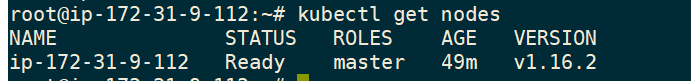 root@ip-172-31-9-112:~# kubectl get nodes
NAME STATUS ROLES AGE VERSION
ip-172-31-9-112 Ready master 49m v1.16.2